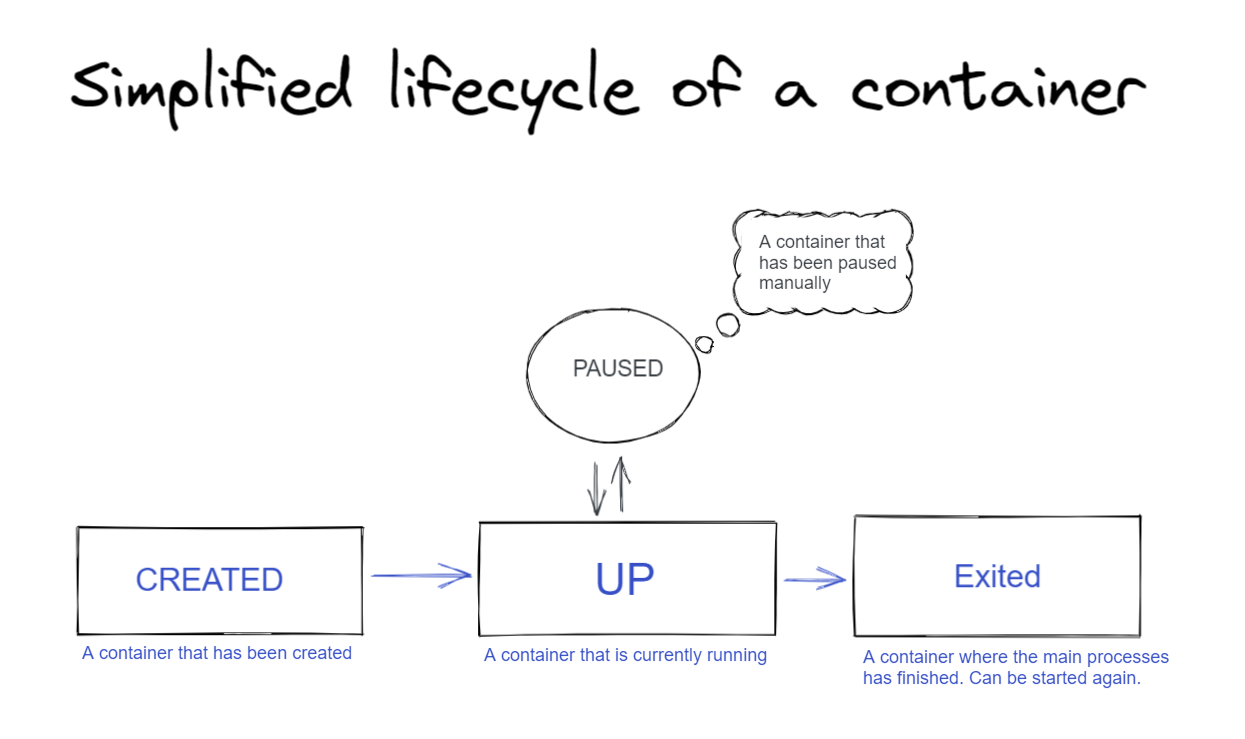 Simplified lifecycle of a container
A container that
has been paused
manually
PAUSED
CREATED
UP
Exited
A container that has been created
A container that is currently running
A container where the main processes
has finished. Can be started again.